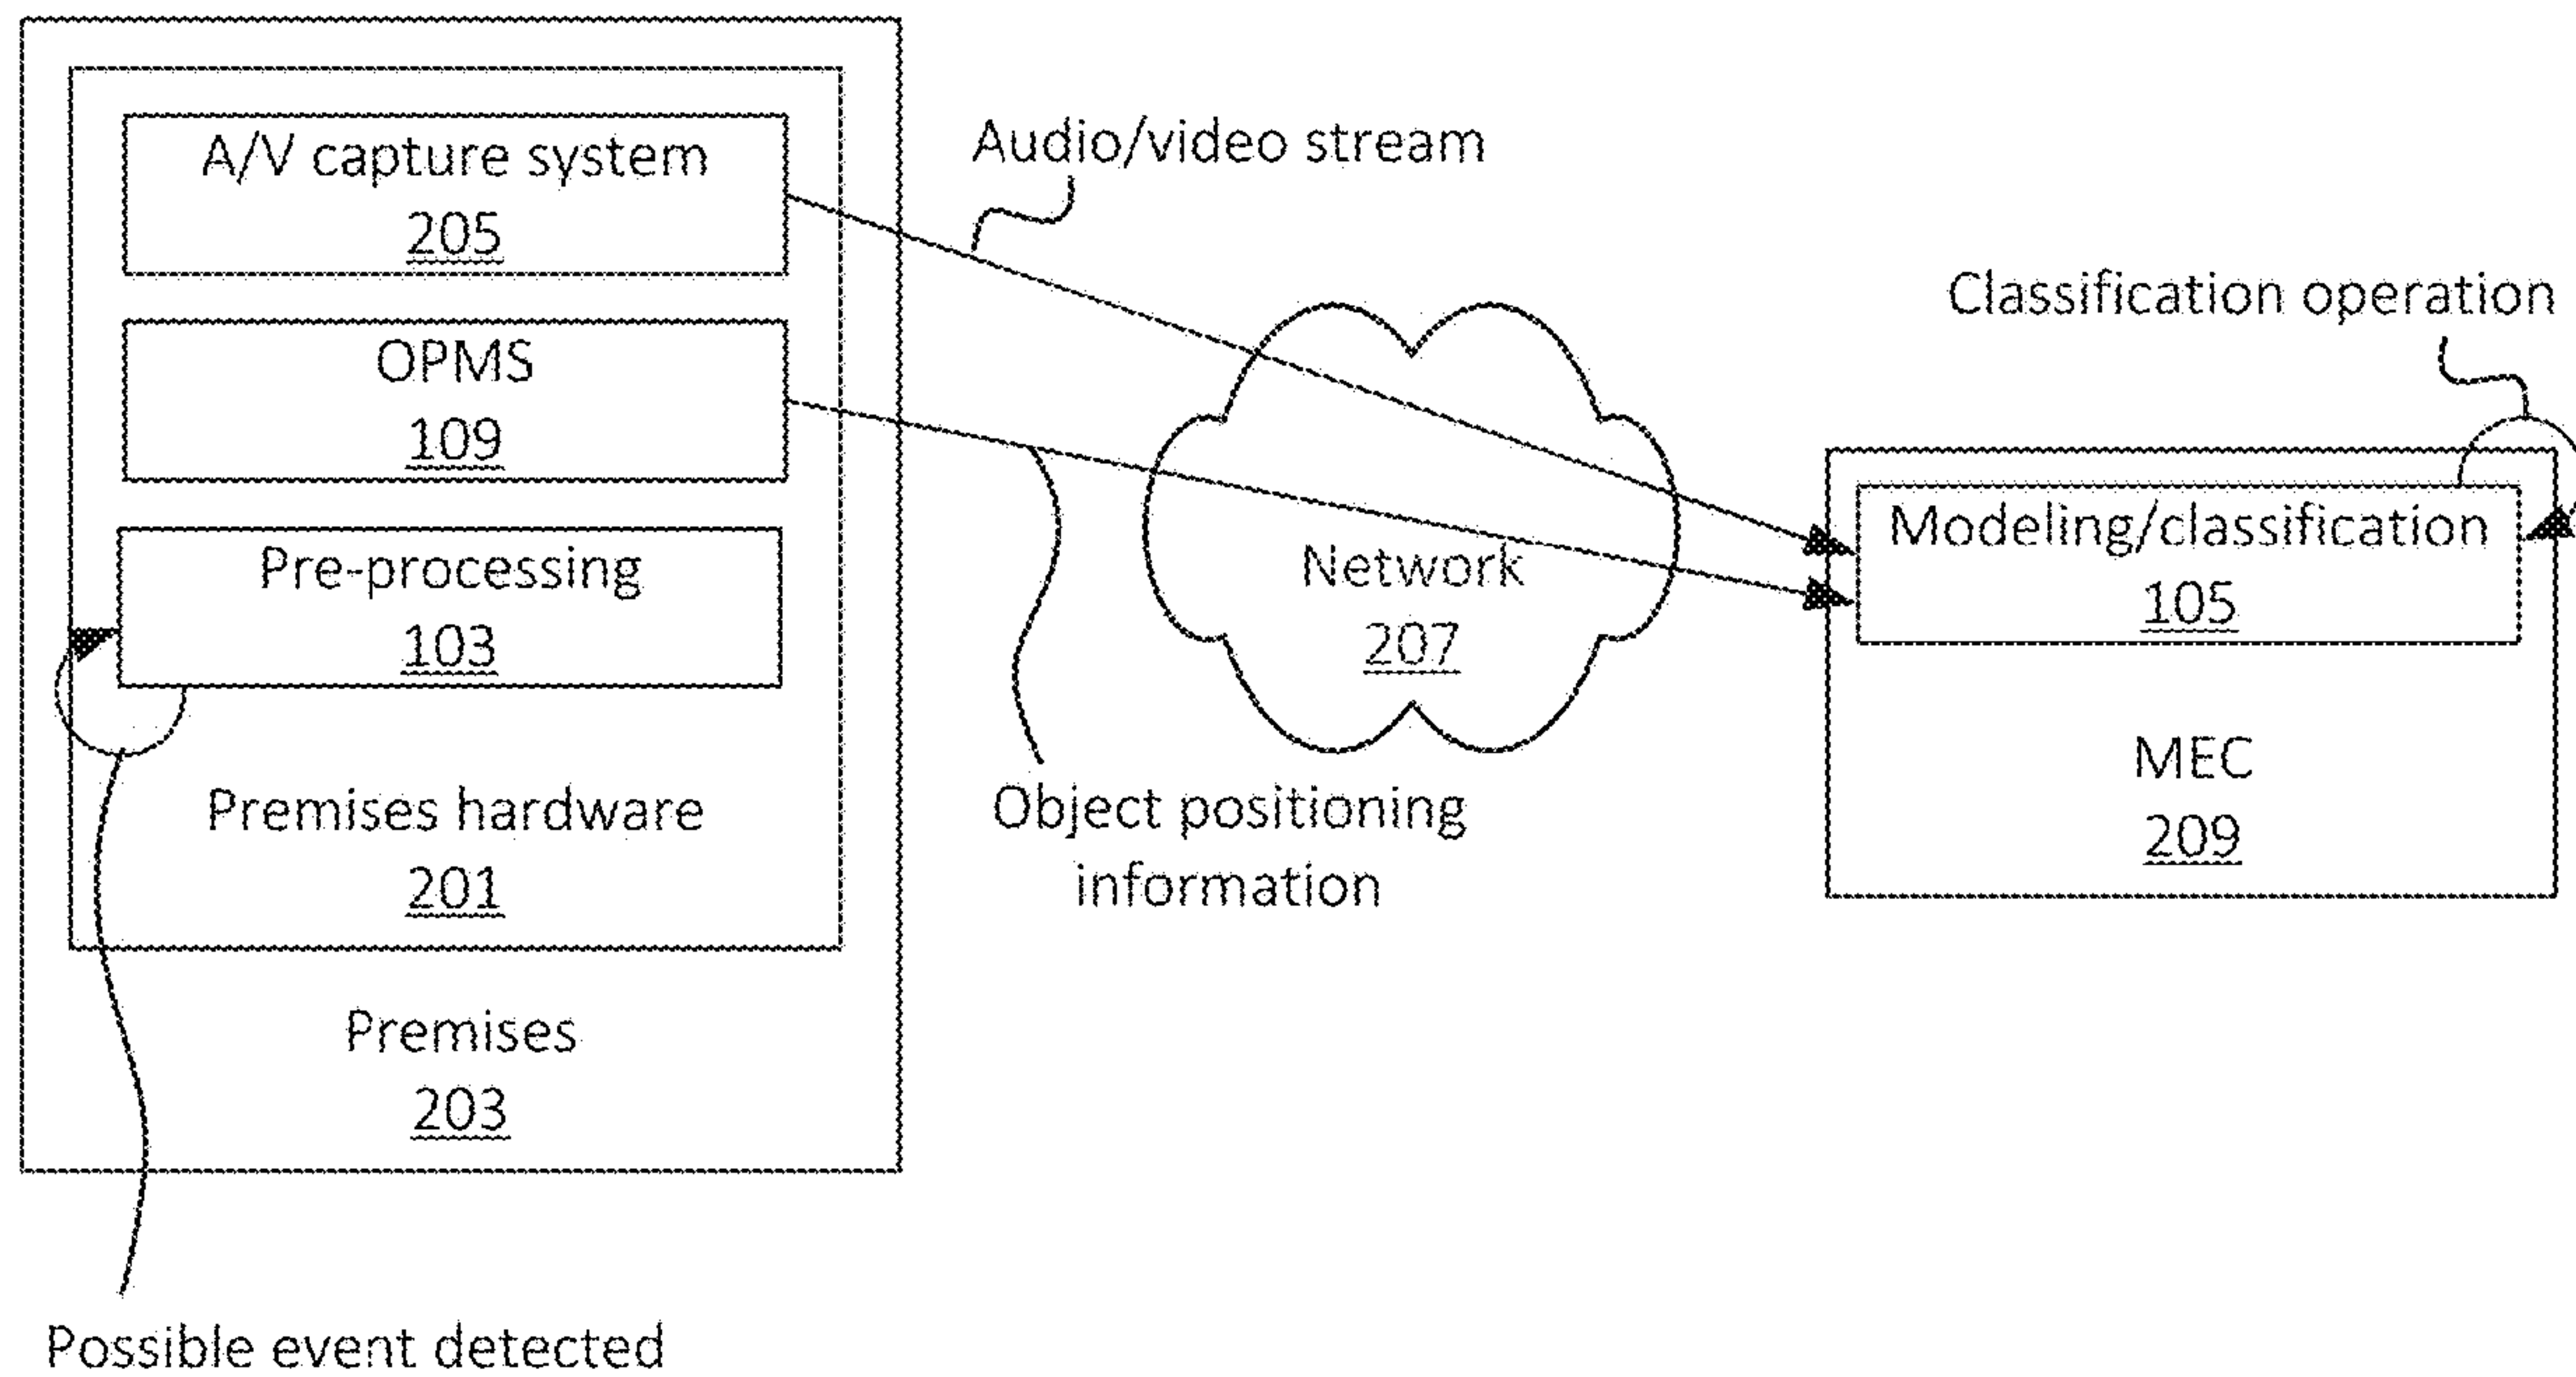 A/V capture system
205
OPMS
109
Pre-processing
103
Premises hardware
201
Premises
203
Possible event detected
Audio/video stream
Object positioning
information
Network
207
Classification operation
Modeling/classification
105
MEC
209